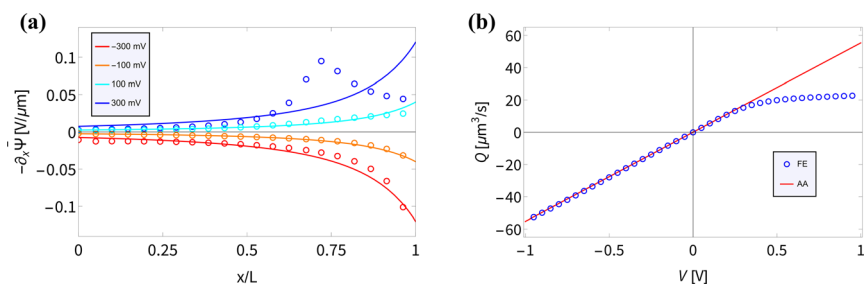 (a)
−300 mV
−100 mV
100 mV
300 mV
0.1
0.05
0
−0.05
−0.1
−∂ₓΨ̄ [V/μm]
0
0.25
0.5
0.75
1
x/L
(b)
60
40
20
0
−20
−40
−60
Q [μm³/s]
FE
AA
−1
−0.5
0
0.5
1
V [V]